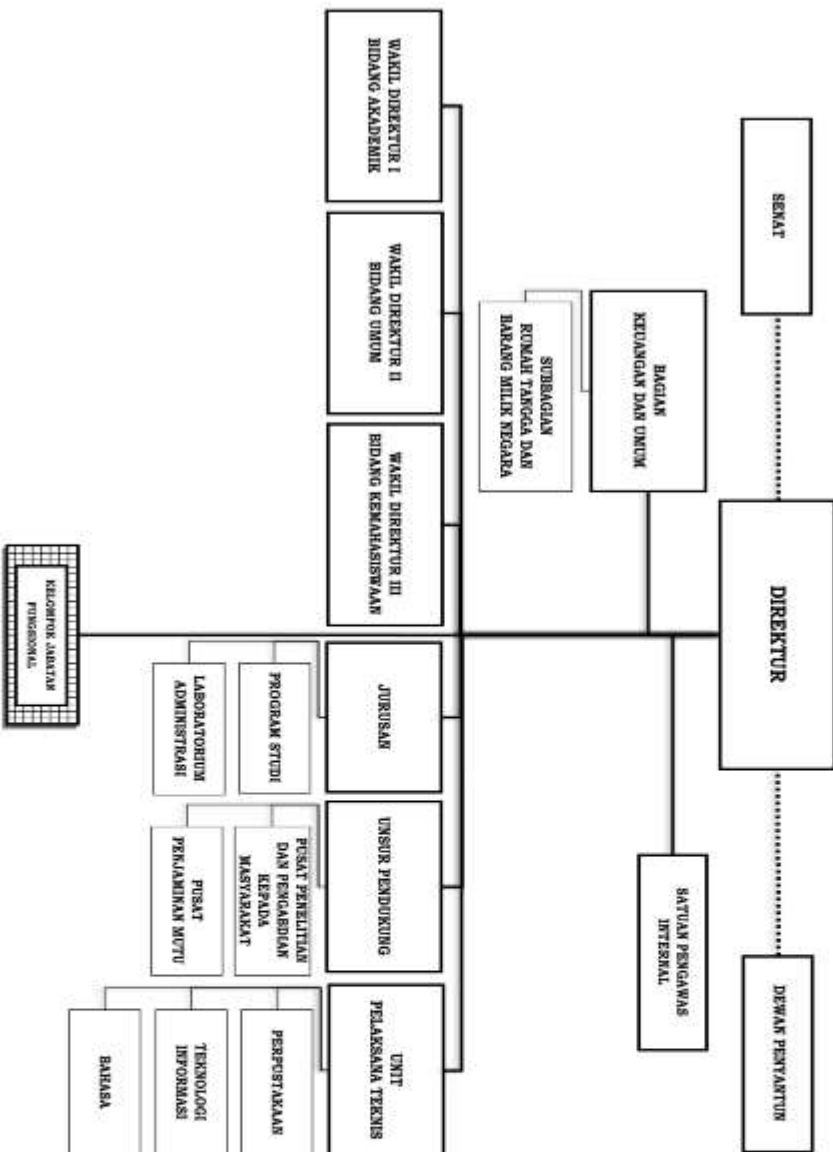 SENAT
DIREKTUR
DEWAN PENYANTUN
BAGIAN
KEUANGAN DAN UMUM
SATUAN PENGAWAS
INTERNAL
SUBBAGIAN
RUMAH TANGGA DAN
BARANG MILIK NEGARA
WAKIL DIREKTUR I
BIDANG AKADEMIK
WAKIL DIREKTUR II
BIDANG UMUM
WAKIL DIREKTUR III
BIDANG KEMAHASISWAAN
JURUSAN
PROGRAM STUDI
LABORATORIUM
ADMINISTRASI
UNSUR PENDUKUNG
PUSAT PENELITIAN
DAN PENGABDIAN
KEPADA
MASYARAKAT
PUSAT
PENJAMINAN MUTU
UNIT
PELAKSANA TEKNIS
PERPUSTAKAAN
TEKNOLOGI
INFORMASI
BAHASA
KELOMPOK JABATAN
FUNGSIONAL